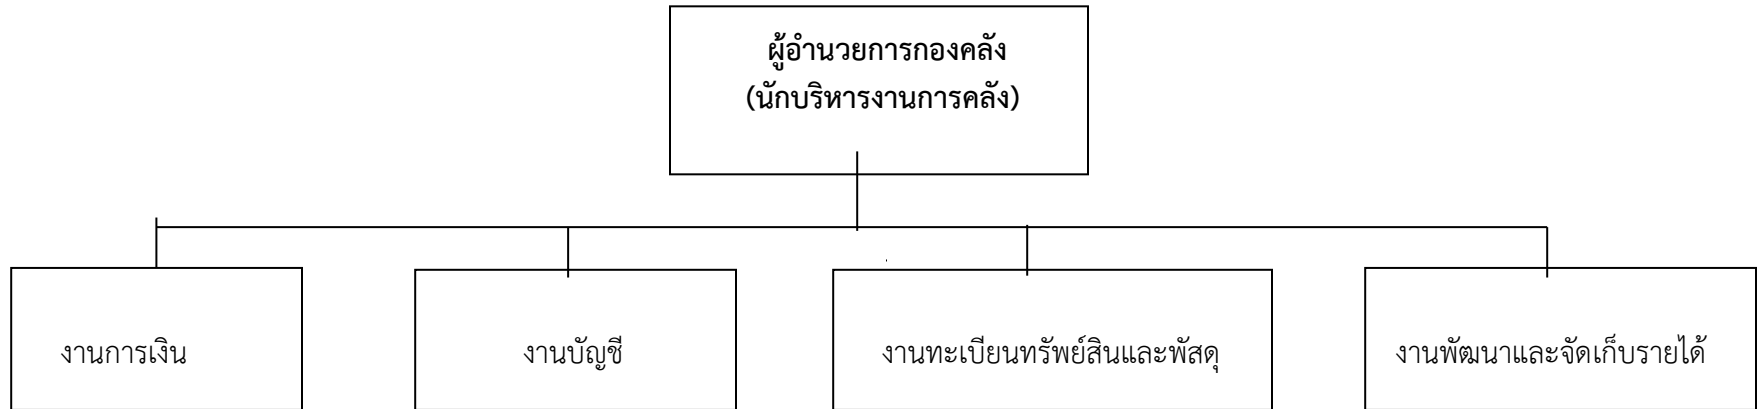 ผู้อำนวยการกองคลัง
(นักบริหารงานการคลัง)
งานการเงิน
งานบัญชี
งานทะเบียนทรัพย์สินและพัสดุ
งานพัฒนาและจัดเก็บรายได้